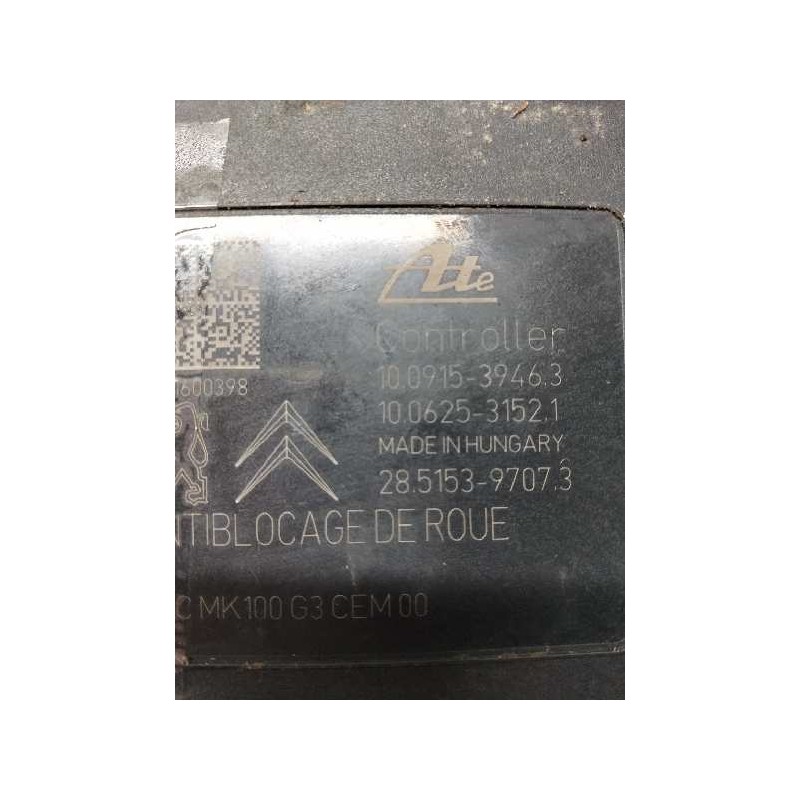 Ate
Controller
10.0915-3946.3
1600398
10.0625-3152.1
MADE IN HUNGARY
28.5153-9707.3
NTIBLOCAGE DE ROUE
C MK100 G3 CEM 00